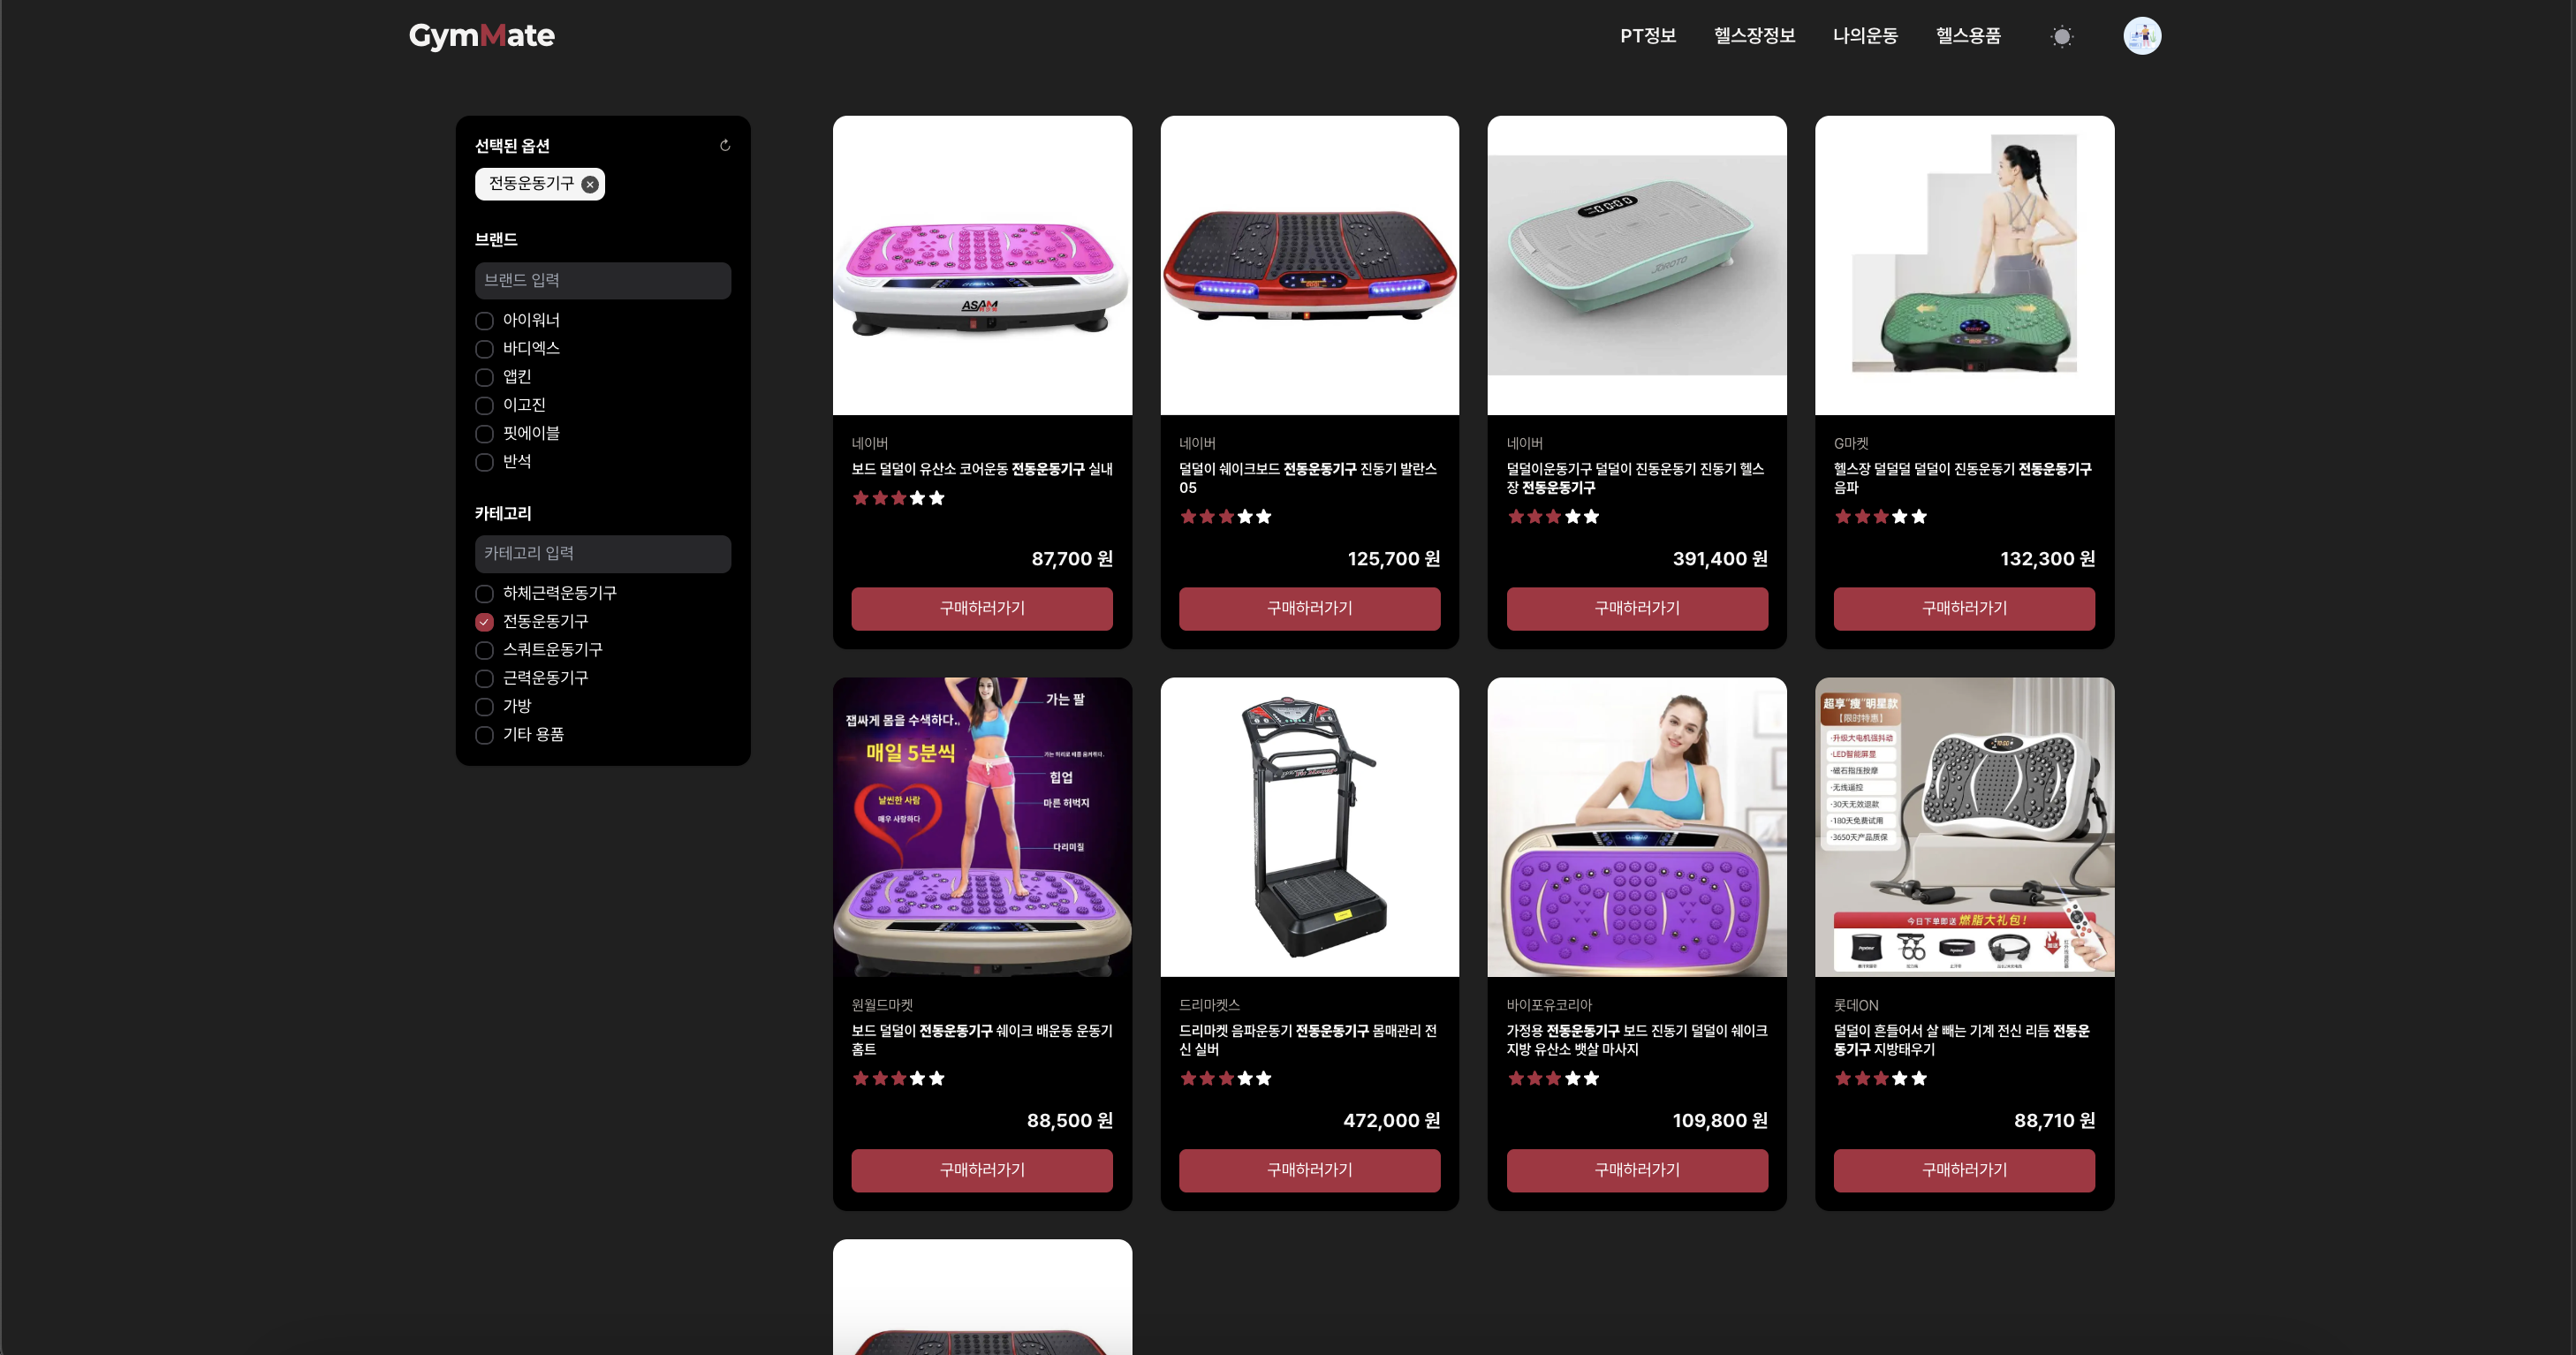 GymMate
PT정보 헬스장정보 나의운동 헬스용품
선택된 옵션
전동운동기구
브랜드
브랜드 입력
아이워너
바디엑스
앱킨
이고진
핏에이블
반석
카테고리
카테고리 입력
하체근력운동기구
전동운동기구
스쿼트운동기구
근력운동기구
가방
기타 용품
ASAM
네이버
보드 덜덜이 유산소 코어운동 전동운동기구 실내
87,700 원
구매하러가기
네이버
덜덜이 쉐이크보드 전동운동기구 진동기 발란스
05
125,700 원
구매하러가기
JOROTO
네이버
덜덜이운동기구 덜덜이 진동운동기 진동기 헬스
장 전동운동기구
391,400 원
구매하러가기
G마켓
헬스장 덜덜덜 덜덜이 진동운동기 전동운동기구
음파
132,300 원
구매하러가기
가는 팔
잽싸게 몸을 수색하다..
매일 5분씩
힙업
마른 허벅지
날씬한 사람
매우 사랑하다
다리미질
원월드마켓
보드 덜덜이 전동운동기구 쉐이크 배운동 운동기
홈트
88,500 원
구매하러가기
드리마켓스
드리마켓 음파운동기 전동운동기구 몸매관리 전
신 실버
472,000 원
구매하러가기
바이포유코리아
가정용 전동운동기구 보드 진동기 덜덜이 쉐이크
지방 유산소 뱃살 마사지
109,800 원
구매하러가기
超享"瘦"明星款
【限时特惠】
·升级大电机强抖动
·LED智能屏显
·磁石指压按摩
·无线遥控
·30天无效退款
·180天免费试用
·3650天产品质保
今日下单即送 燃脂大礼包!
롯데ON
덜덜이 흔들어서 살 빼는 기계 전신 리듬 전동운
동기구 지방태우기
88,710 원
구매하러가기